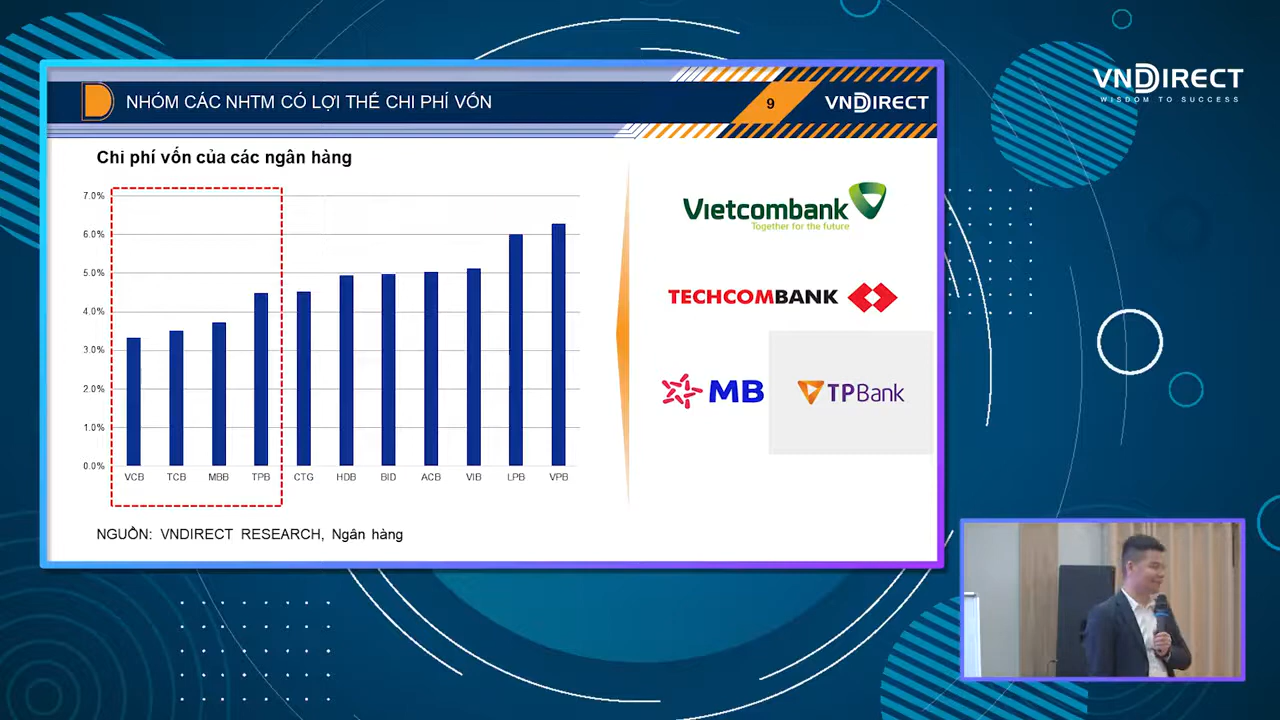 NHÓM CÁC NHTM CÓ LỢI THẾ CHI PHÍ VỐN
9
VNDIRECT
VNDIRECT
WISDOM TO SUCCESS
Chi phí vốn của các ngân hàng
7.0%
6.0%
5.0%
4.0%
3.0%
2.0%
1.0%
0.0%
VCB TCB MBB TPB CTG HDB BID ACB VIB LPB VPB
NGUỒN: VNDIRECT RESEARCH, Ngân hàng
Vietcombank
Together for the future
TECHCOMBANK
MB
TPBank